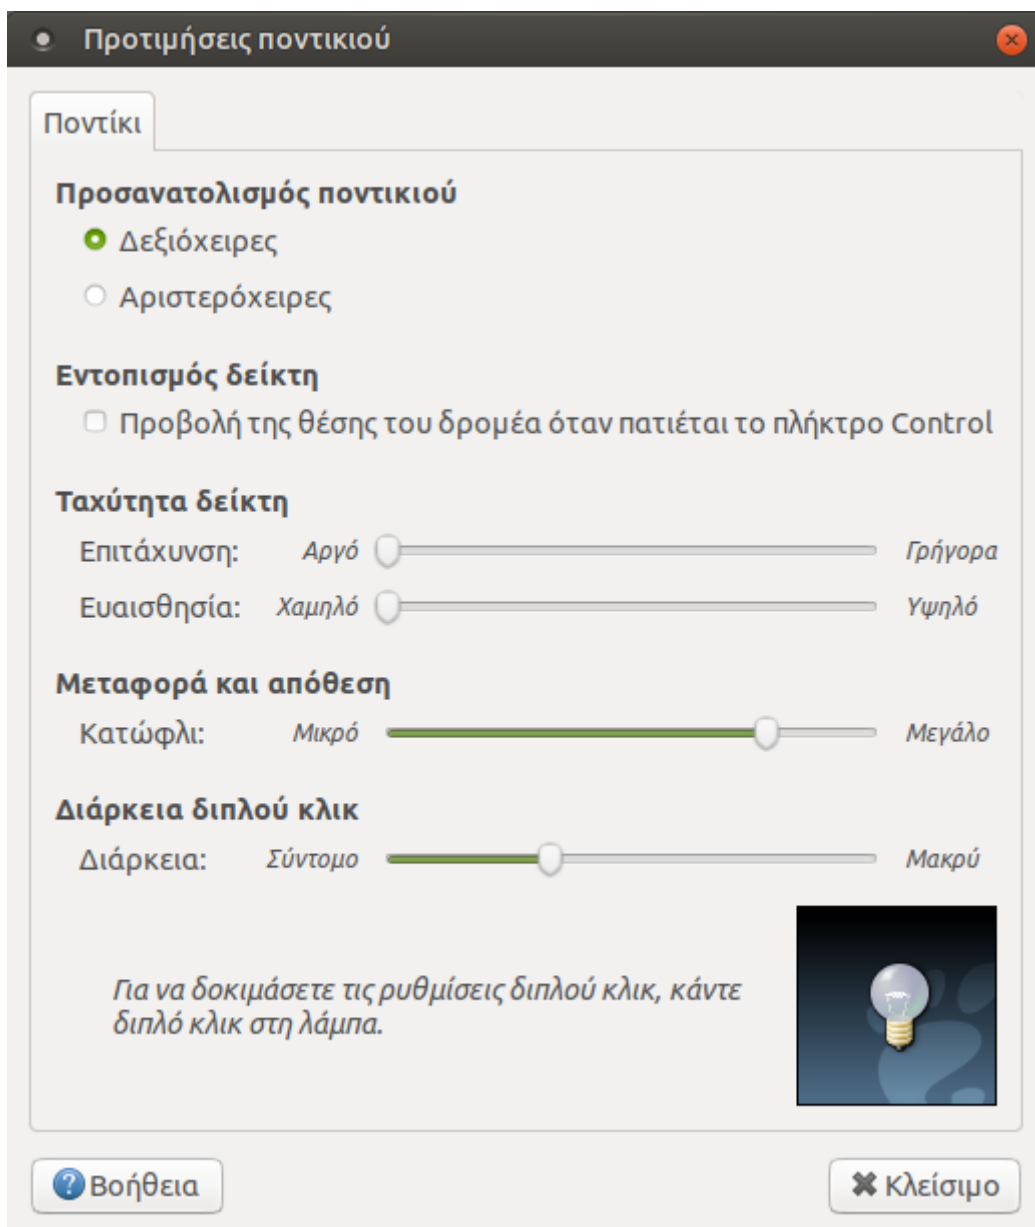 Προτιμήσεις ποντικιού
Ποντίκι
Προσανατολισμός ποντικιού
Δεξιόχειρες
Αριστερόχειρες
Εντοπισμός δείκτη
Προβολή της θέσης του δρομέα όταν πατιέται το πλήκτρο Control
Ταχύτητα δείκτη
Επιτάχυνση: Αργό Γρήγορα
Ευαισθησία: Χαμηλό Υψηλό
Μεταφορά και απόθεση
Κατώφλι: Μικρό Μεγάλο
Διάρκεια διπλού κλικ
Διάρκεια: Σύντομο Μακρύ
Για να δοκιμάσετε τις ρυθμίσεις διπλού κλικ, κάντε
διπλό κλικ στη λάμπα.
Βοήθεια Κλείσιμο